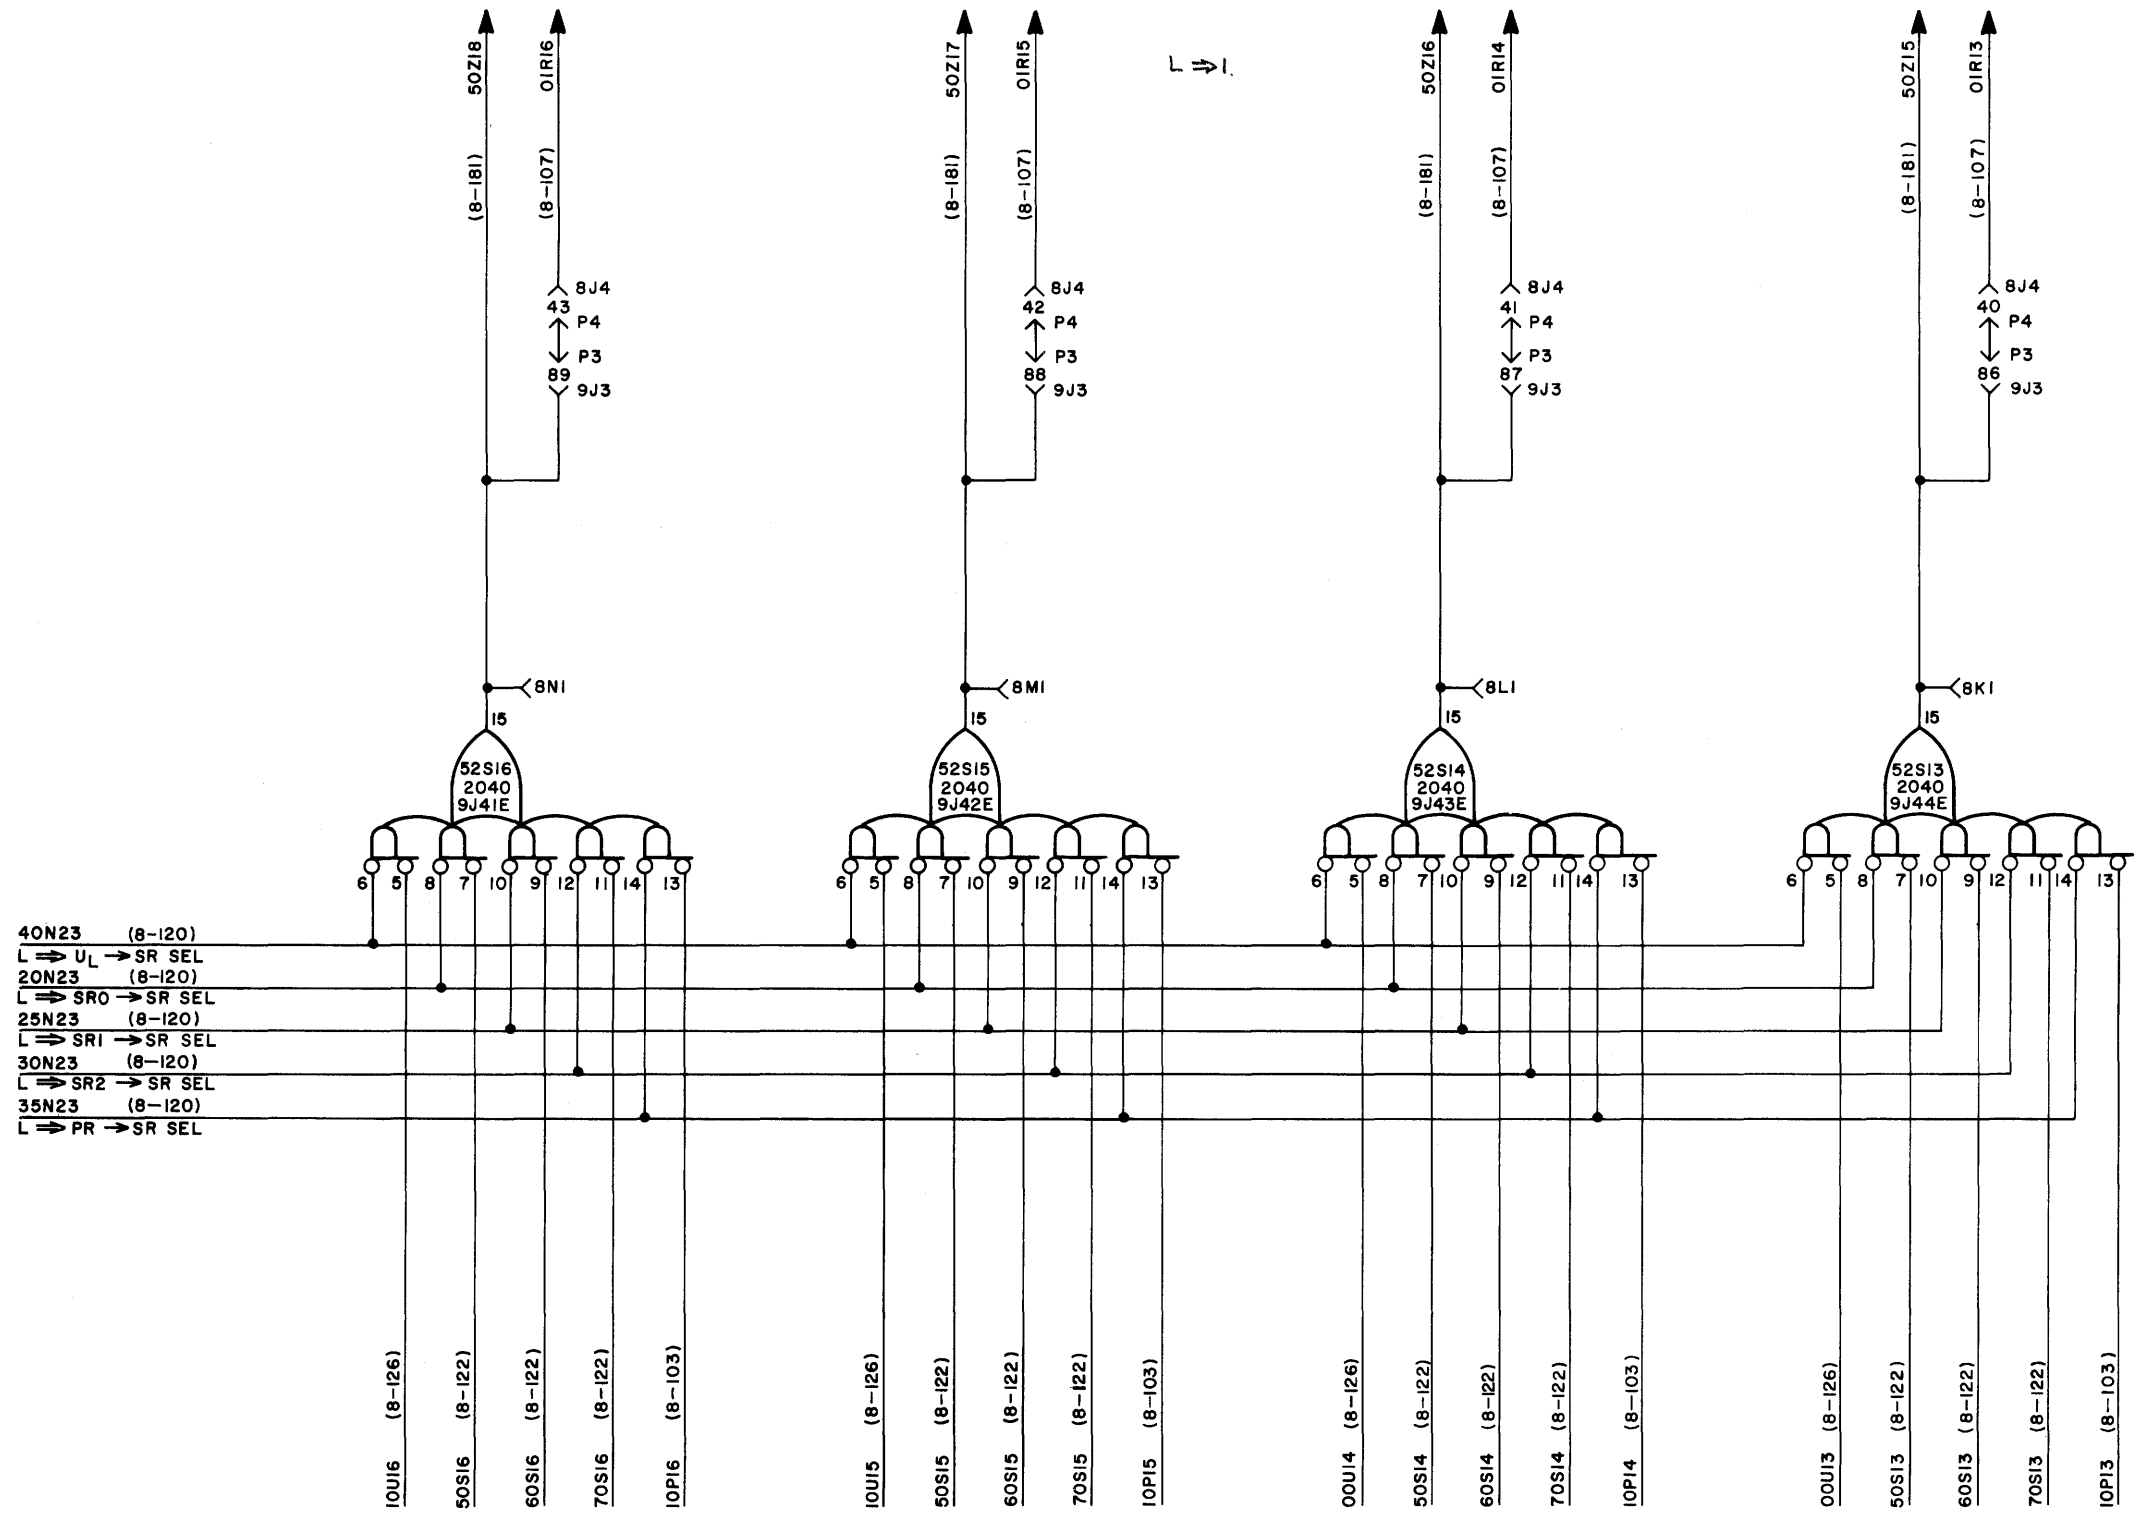 50Z18 (8-181)
01R16 (8-107)
50Z17 (8-181)
01R15 (8-107)
L ⇒ 1
50Z16 (8-181)
01R14 (8-107)
50Z15 (8-181)
01R13 (8-107)
8J4 8J4 8J4 8J4
43 42 41 40
P4 P4 P4 P4
P3 P3 P3 P3
89 88 87 86
9J3 9J3 9J3 9J3
8N1 8M1 8L1 8K1
15 15 15 15
52S16 52S15 52S14 52S13
2040 2040 2040 2040
9J41E 9J42E 9J43E 9J44E
6 5 8 7 10 9 12 11 14 13 6 5 8 7 10 9 12 11 14 13 6 5 8 7 10 9 12 11 14 13 6 5 8 7 10 9 12 11 14 13
40N23 (8-120)
L ⇒ UL → SR SEL
20N23 (8-120)
L ⇒ SR0 → SR SEL
25N23 (8-120)
L ⇒ SR1 → SR SEL
30N23 (8-120)
L ⇒ SR2 → SR SEL
35N23 (8-120)
L ⇒ PR → SR SEL
10U16 (8-126)
50S16 (8-122)
60S16 (8-122)
70S16 (8-122)
10P16 (8-103)
10U15 (8-126)
50S15 (8-122)
60S15 (8-122)
70S15 (8-122)
10P15 (8-103)
00U14 (8-126)
50S14 (8-122)
60S14 (8-122)
70S14 (8-122)
10P14 (8-103)
00U13 (8-126)
50S13 (8-122)
60S13 (8-122)
70S13 (8-122)
10P13 (8-103)